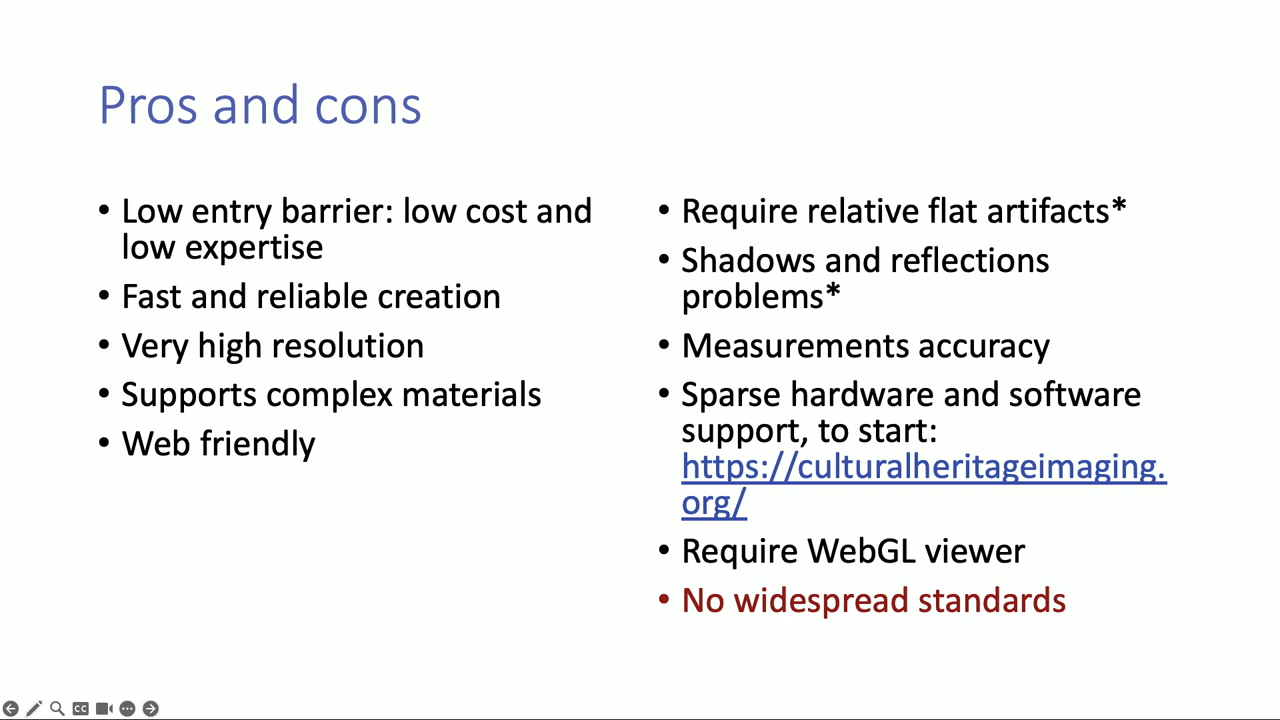 Pros and cons
• Low entry barrier: low cost and
low expertise
• Fast and reliable creation
• Very high resolution
• Supports complex materials
• Web friendly
• Require relative flat artifacts*
• Shadows and reflections
problems*
• Measurements accuracy
• Sparse hardware and software
support, to start:
https://culturalheritageimaging.
org/
• Require WebGL viewer
• No widespread standards
CC